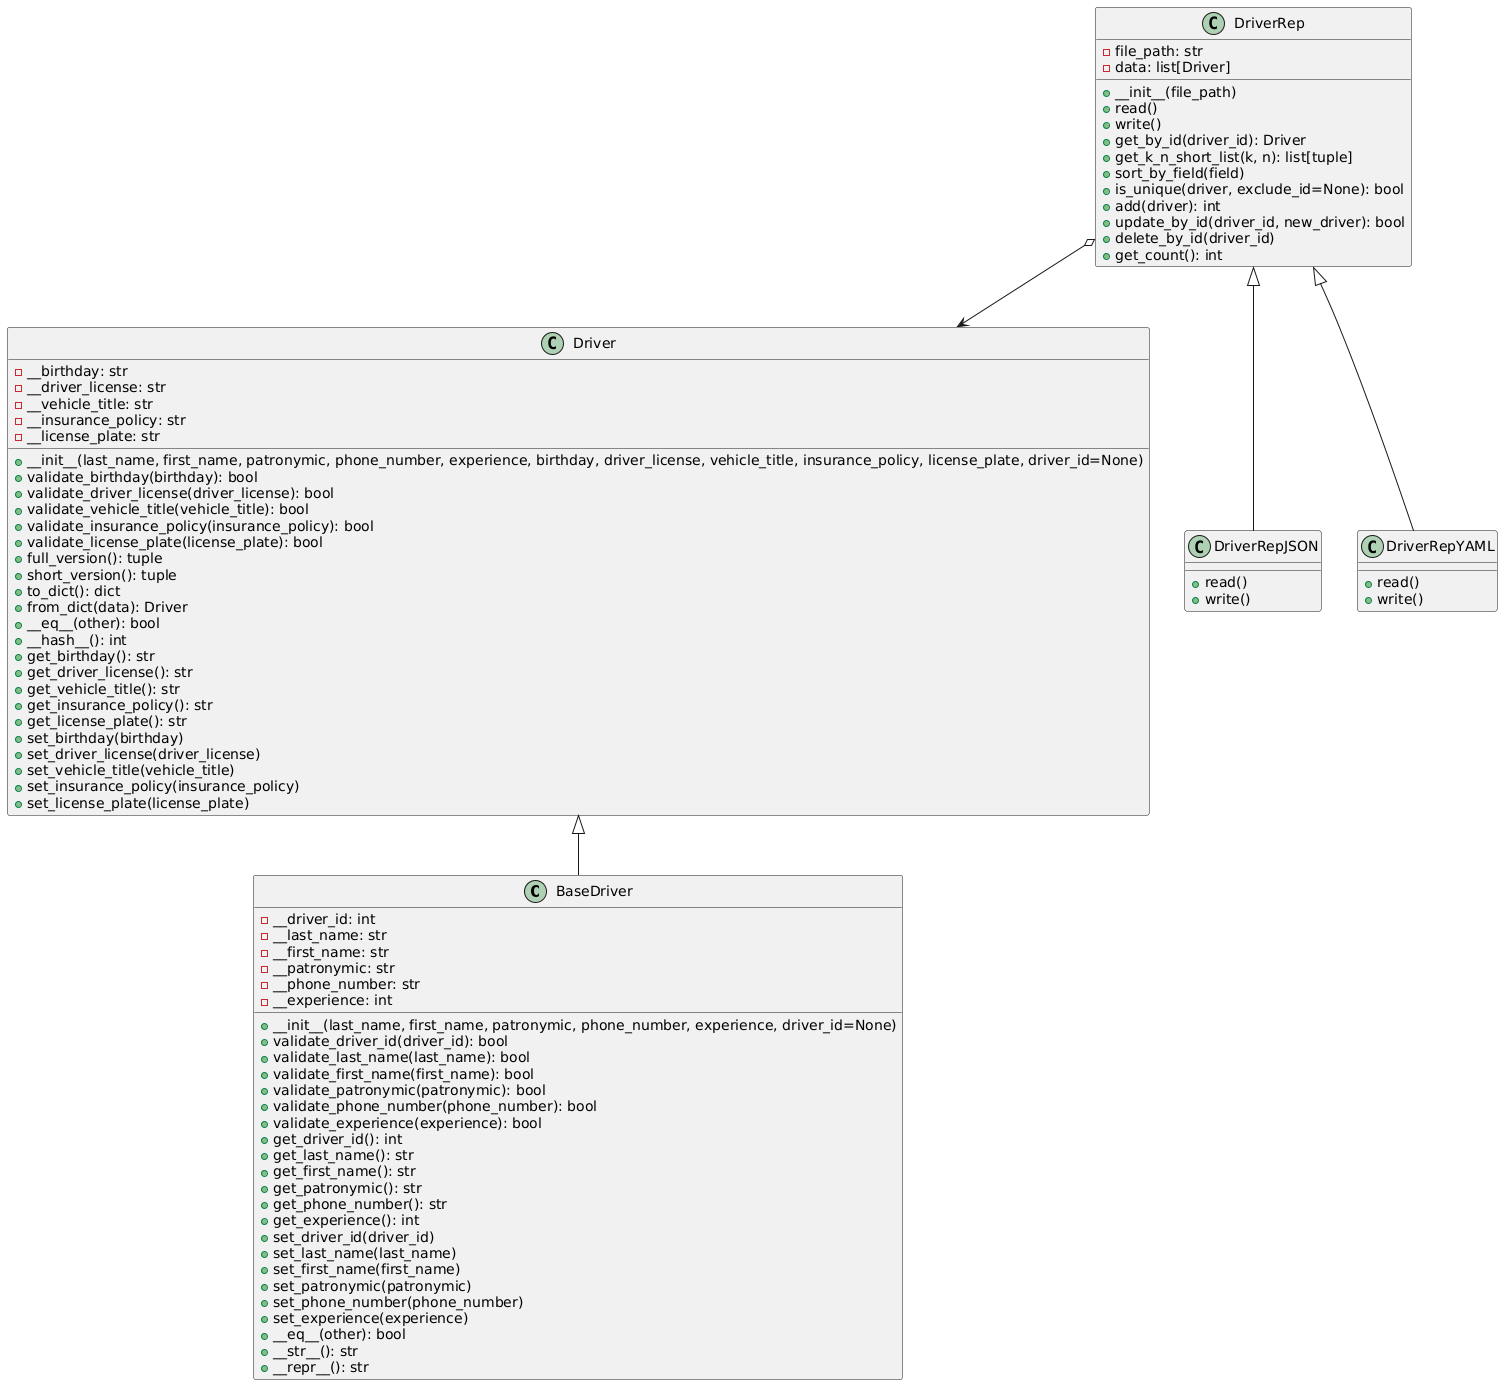 C DriverRep
file_path: str
data: list[Driver]
__init__(file_path)
read()
write()
get_by_id(driver_id): Driver
get_k_n_short_list(k, n): list[tuple]
sort_by_field(field)
is_unique(driver, exclude_id=None): bool
add(driver): int
update_by_id(driver_id, new_driver): bool
delete_by_id(driver_id)
get_count(): int
C Driver
__birthday: str
__driver_license: str
__vehicle_title: str
__insurance_policy: str
__license_plate: str
__init__(last_name, first_name, patronymic, phone_number, experience, birthday, driver_license, vehicle_title, insurance_policy, license_plate, driver_id=None)
validate_birthday(birthday): bool
validate_driver_license(driver_license): bool
validate_vehicle_title(vehicle_title): bool
validate_insurance_policy(insurance_policy): bool
validate_license_plate(license_plate): bool
full_version(): tuple
short_version(): tuple
to_dict(): dict
from_dict(data): Driver
__eq__(other): bool
__hash__(): int
get_birthday(): str
get_driver_license(): str
get_vehicle_title(): str
get_insurance_policy(): str
get_license_plate(): str
set_birthday(birthday)
set_driver_license(driver_license)
set_vehicle_title(vehicle_title)
set_insurance_policy(insurance_policy)
set_license_plate(license_plate)
C DriverRepJSON
read()
write()
C DriverRepYAML
read()
write()
C BaseDriver
__driver_id: int
__last_name: str
__first_name: str
__patronymic: str
__phone_number: str
__experience: int
__init__(last_name, first_name, patronymic, phone_number, experience, driver_id=None)
validate_driver_id(driver_id): bool
validate_last_name(last_name): bool
validate_first_name(first_name): bool
validate_patronymic(patronymic): bool
validate_phone_number(phone_number): bool
validate_experience(experience): bool
get_driver_id(): int
get_last_name(): str
get_first_name(): str
get_patronymic(): str
get_phone_number(): str
get_experience(): int
set_driver_id(driver_id)
set_last_name(last_name)
set_first_name(first_name)
set_patronymic(patronymic)
set_phone_number(phone_number)
set_experience(experience)
__eq__(other): bool
__str__(): str
__repr__(): str